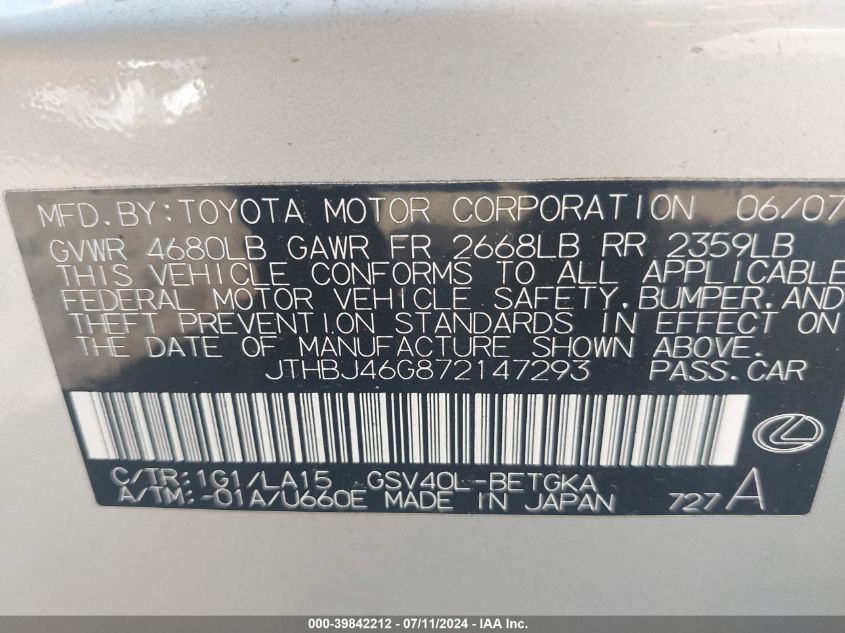 MFD.BY:TOYOTA MOTOR CORPORATION 06/07
GVWR 4680LB GAWR FR 2668LB RR 2359LB
THIS VEHICLE CONFORMS TO ALL APPLICABLE
FEDERAL MOTOR VEHICLE SAFETY,BUMPER,AND
THEFT PREVENTION STANDARDS IN EFFECT ON
THE DATE OF MANUFACTURE SHOWN ABOVE.
JTHBJ46G872147293 PASS.CAR
C/TR:1G1/LA15 GSV40L-BETGKA
A/TM:-01A/U660E MADE IN JAPAN 727A
000-39842212 - 07/11/2024 - IAA, Inc.